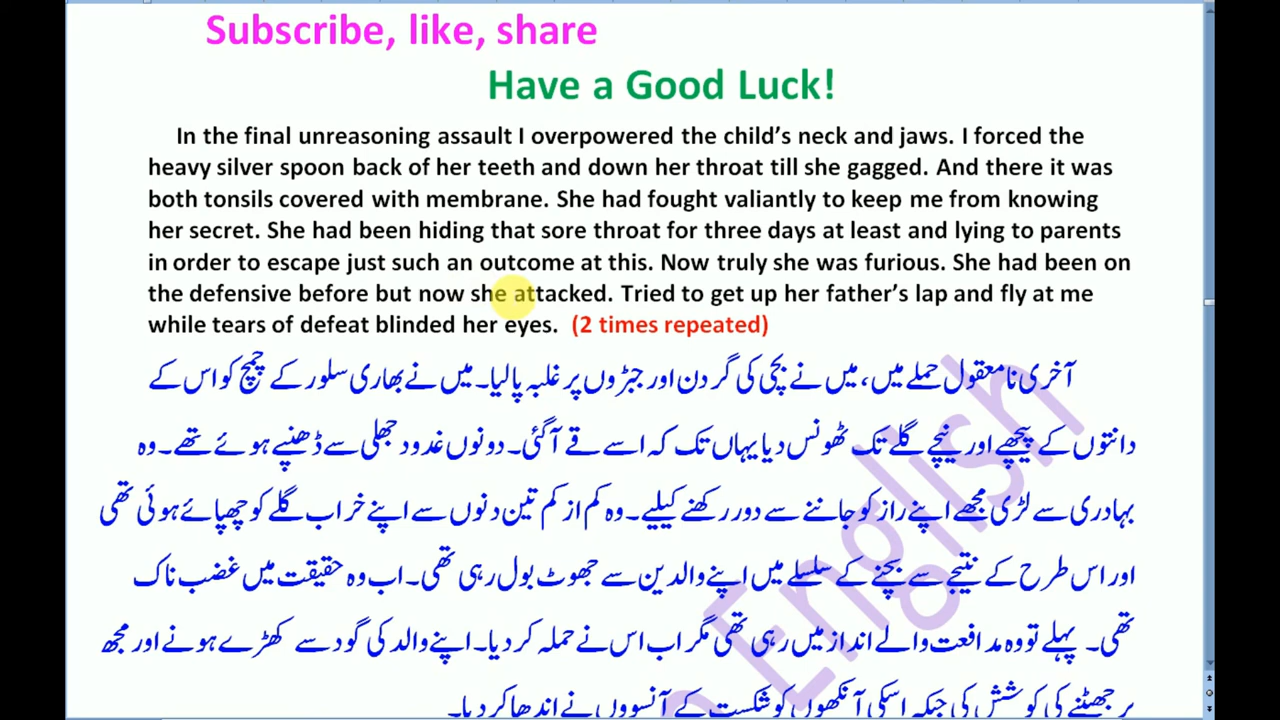 Subscribe, like, share
Have a Good Luck!
In the final unreasoning assault I overpowered the child's neck and jaws. I forced the
heavy silver spoon back of her teeth and down her throat till she gagged. And there it was
both tonsils covered with membrane. She had fought valiantly to keep me from knowing
her secret. She had been hiding that sore throat for three days at least and lying to parents
in order to escape just such an outcome at this. Now truly she was furious. She had been on
the defensive before but now she attacked. Tried to get up her father's lap and fly at me
while tears of defeat blinded her eyes. (2 times repeated)
آخری نامعقول حملے میں، میں نے بچی کی گردن اور جبڑوں پر غلبہ پالیا۔ میں نے بھاری سلور کے چمچ کو اس کے
دانتوں کے پیچھے اور نیچے گلے تک ٹھونس دیا یہاں تک کہ اسے قے آگئی۔ دونوں غدود جھلی سے ڈھنپے ہوئے تھے۔ وہ
بہادری سے لڑی مجھے اپنے راز کو جاننے سے دور رکھنے کیلیے۔ وہ کم از کم تین دنوں سے اپنے خراب گلے کو چھپائے ہوئی تھی
اور اس طرح کے نتیجے سے بچنے کے سلسلے میں اپنے والدین سے جھوٹ بول رہی تھی۔ اب وہ حقیقت میں غضب ناک
تھی۔ پہلے تو وہ مدافعت والے انداز میں رہی تھی مگر اب اس نے حملہ کر دیا۔ اپنے والد کی گود سے کھڑے ہونے اور مجھ
پر جھپٹنے کی کوشش کی جبکہ اسکی آنکھوں کو شکست کے آنسووں نے اندھا کر دیا۔
English